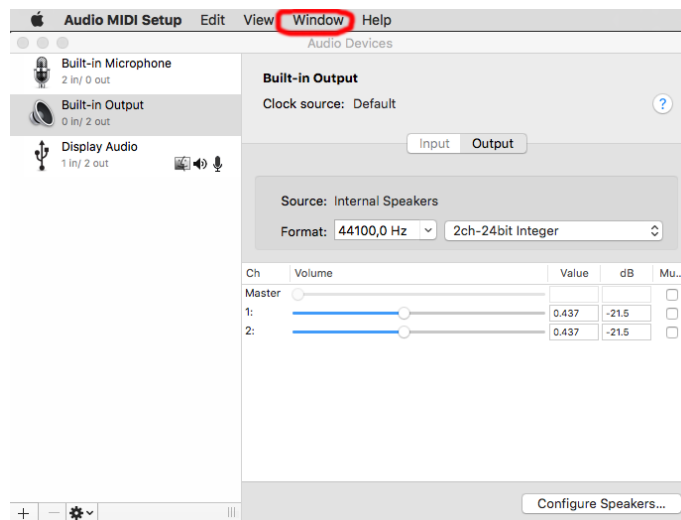 Audio MIDI Setup Edit View Window Help
Audio Devices
Built-in Microphone
2 in/ 0 out
Built-in Output
0 in/ 2 out
Display Audio
1 in/ 2 out
Built-in Output
Clock source: Default
?
Input Output
Source: Internal Speakers
Format: 44100,0 Hz 2ch-24bit Integer
Ch Volume Value dB Mu..
Master
1: 0.437 -21.5
2: 0.437 -21.5
Configure Speakers...